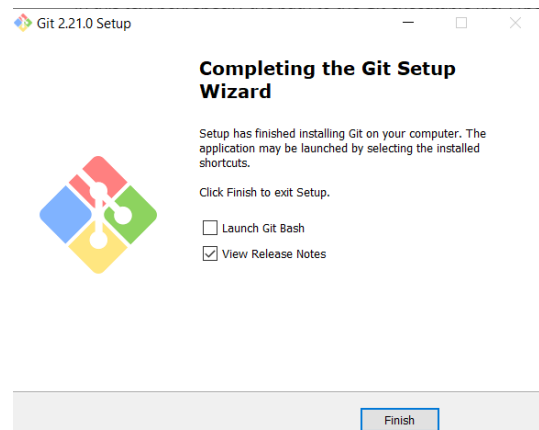 Git 2.21.0 Setup
Completing the Git Setup
Wizard
Setup has finished installing Git on your computer. The
application may be launched by selecting the installed
shortcuts.
Click Finish to exit Setup.
Launch Git Bash
View Release Notes
Finish